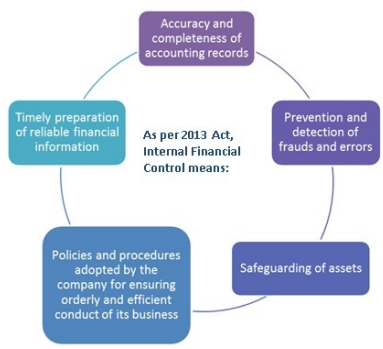 Accuracy and
completeness of
accounting records
Timely preparation
of reliable financial
information
As per 2013 Act,
Internal Financial
Control means:
Prevention and
detection of
frauds and errors
Policies and procedures
adopted by the
company for ensuring
orderly and efficient
conduct of its business
Safeguarding of assets